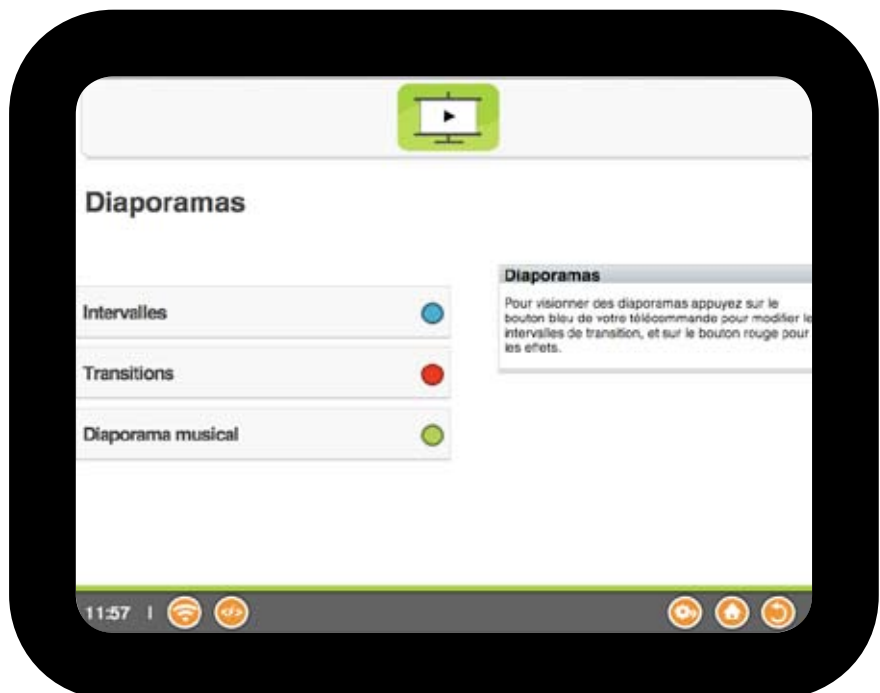 Diaporamas
Intervalles
Transitions
Diaporama musical
Diaporamas
Pour visionner des diaporamas appuyez sur le
bouton bleu de votre télécommande pour modifier le
intervalles de transition, et sur le bouton rouge pour
les effets.
11:57 |